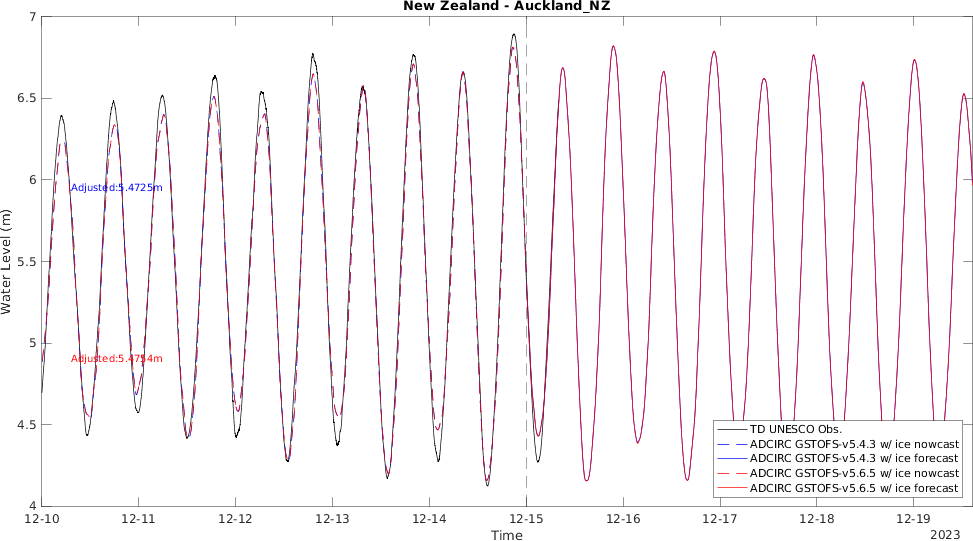 New Zealand - Auckland_NZ
7
6.5
6
5.5
5
4.5
4
Water Level (m)
Adjusted:5.4725m
Adjusted:5.4754m
TD UNESCO Obs.
ADCIRC GSTOFS-v5.4.3 w/ ice nowcast
ADCIRC GSTOFS-v5.4.3 w/ ice forecast
ADCIRC GSTOFS-v5.6.5 w/ ice nowcast
ADCIRC GSTOFS-v5.6.5 w/ ice forecast
12-10 12-11 12-12 12-13 12-14 12-15 12-16 12-17 12-18 12-19
Time
2023